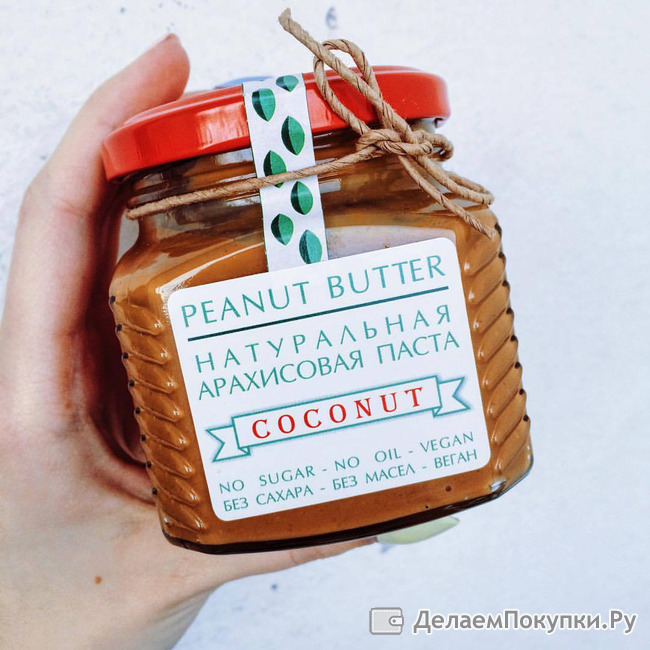 PEANUT BUTTER
НАТУРАЛЬНАЯ
АРАХИСОВАЯ ПАСТА
COCONUT
NO SUGAR - NO OIL - VEGAN
БЕЗ САХАРА - БЕЗ МАСЕЛ - ВЕГАН
ДелаемПокупки.Ру